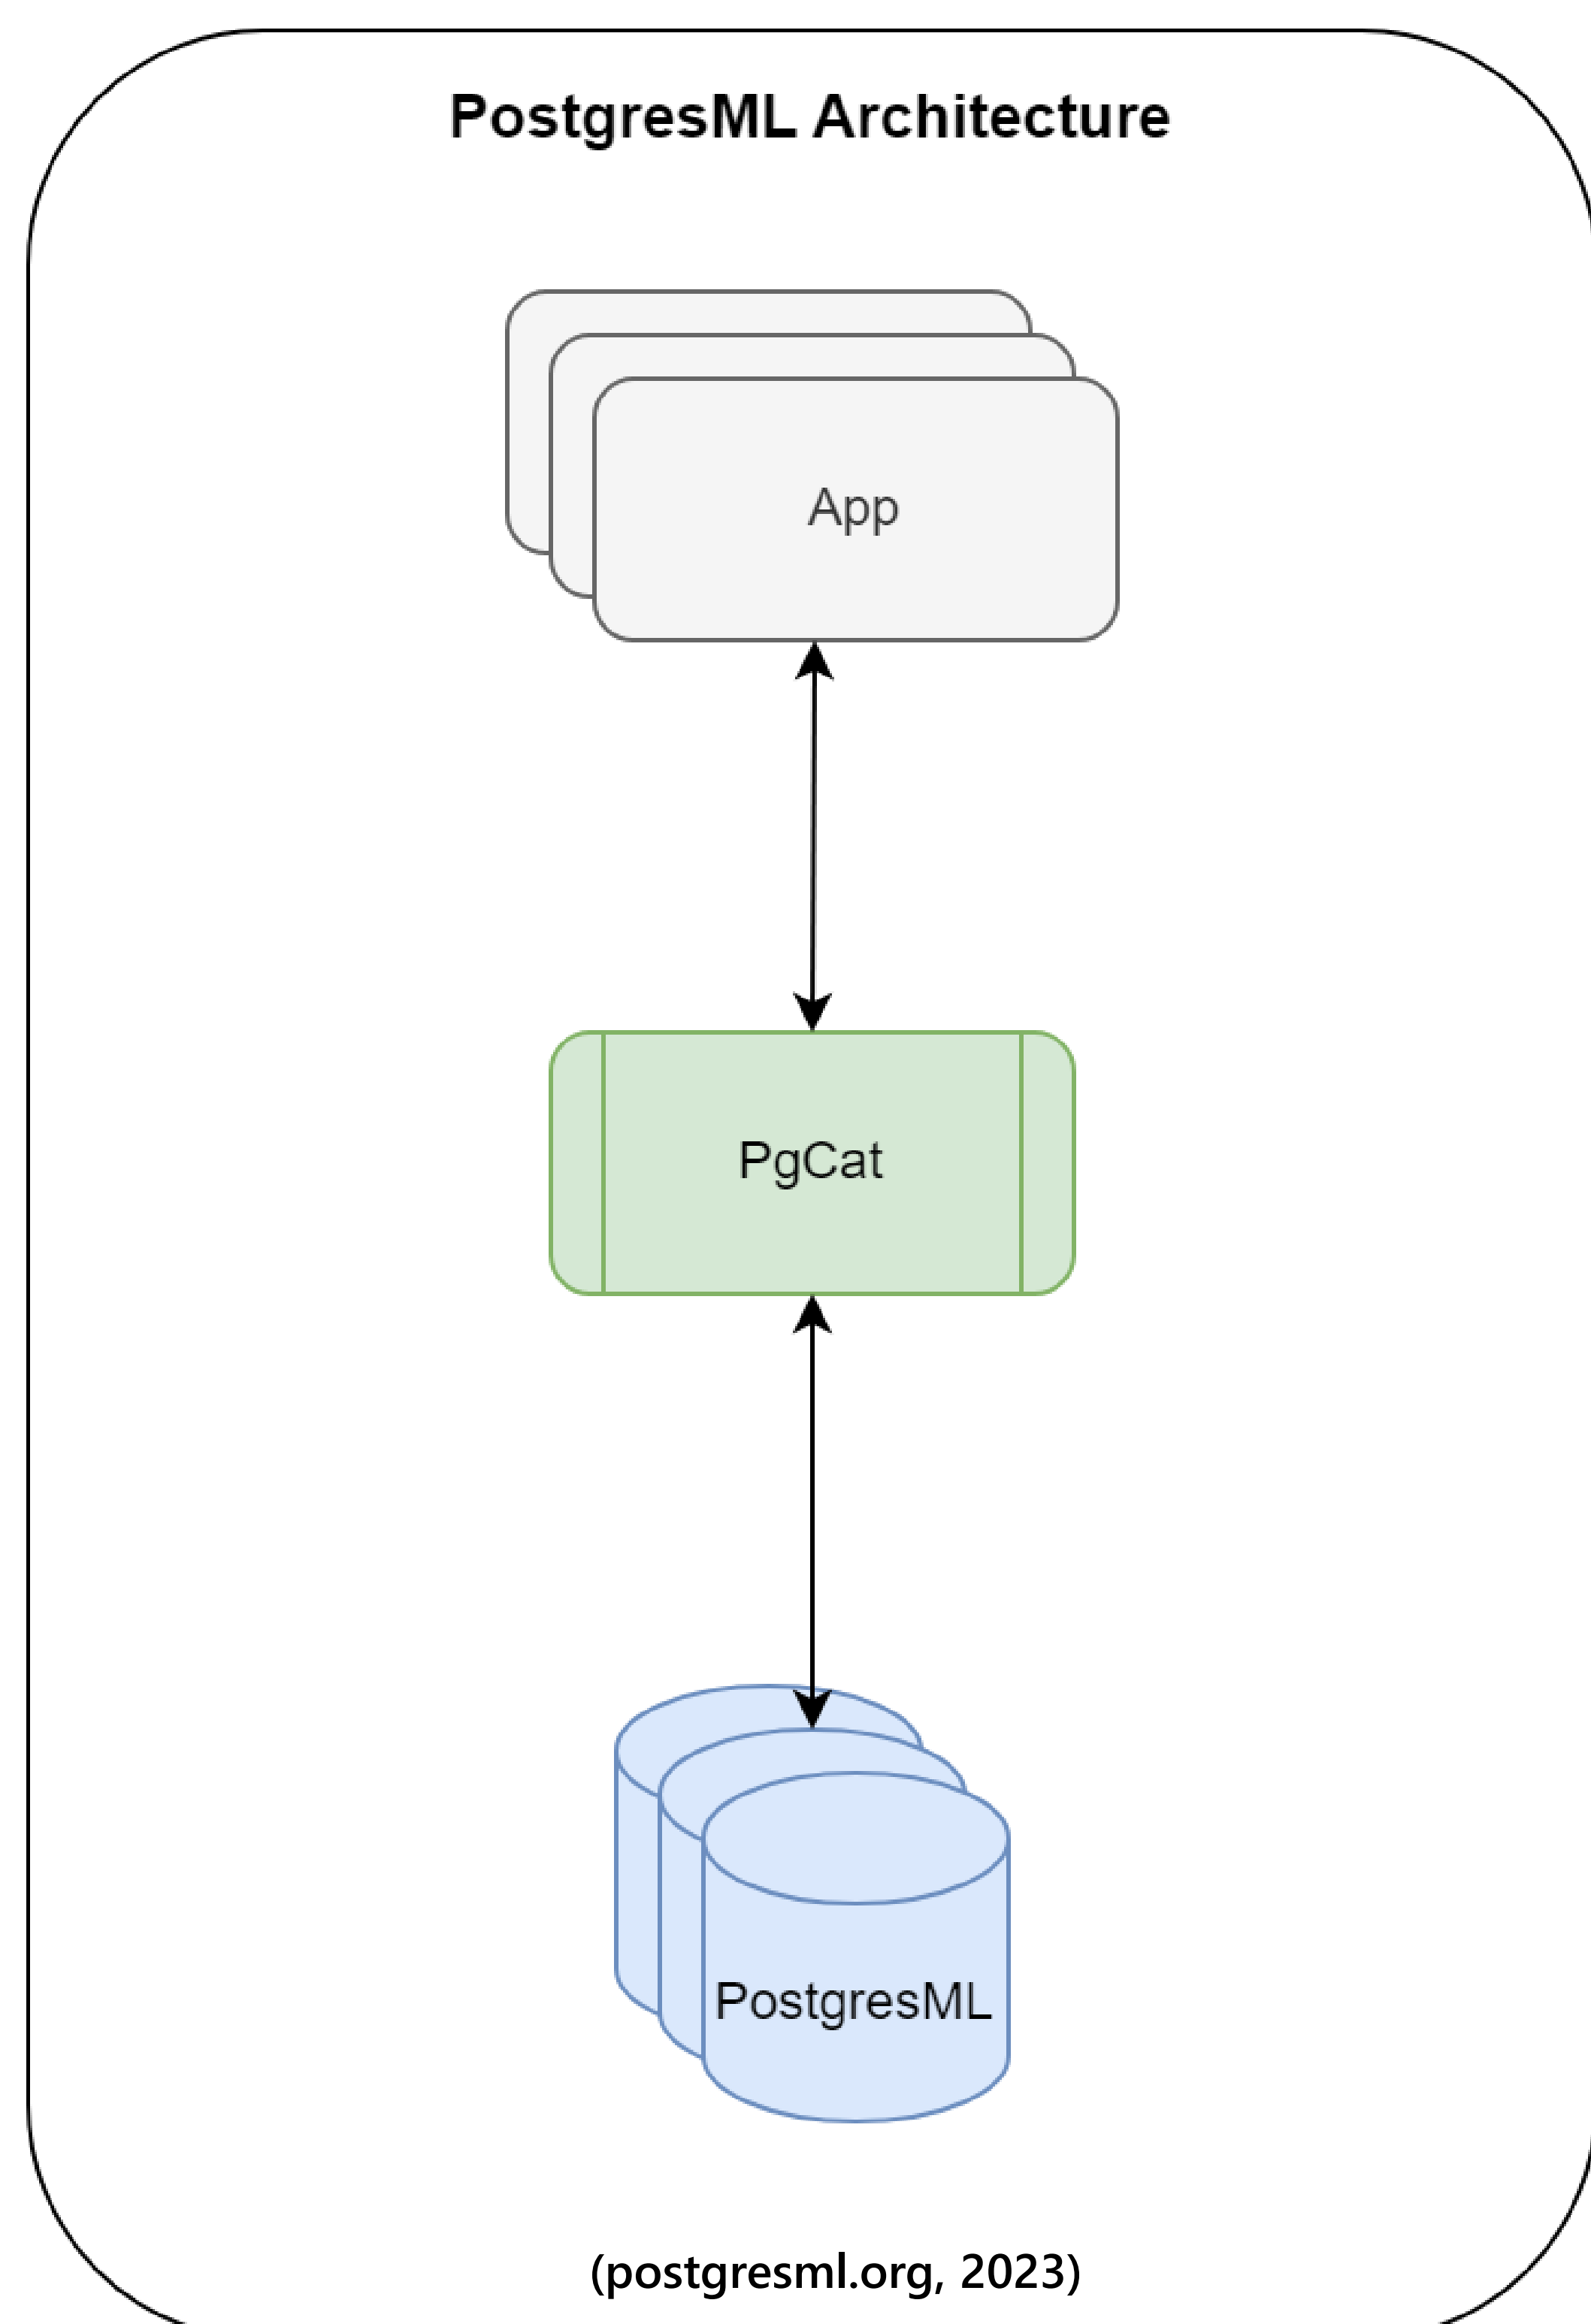 PostgresML Architecture
App
PgCat
PostgresML
(postgresml.org, 2023)